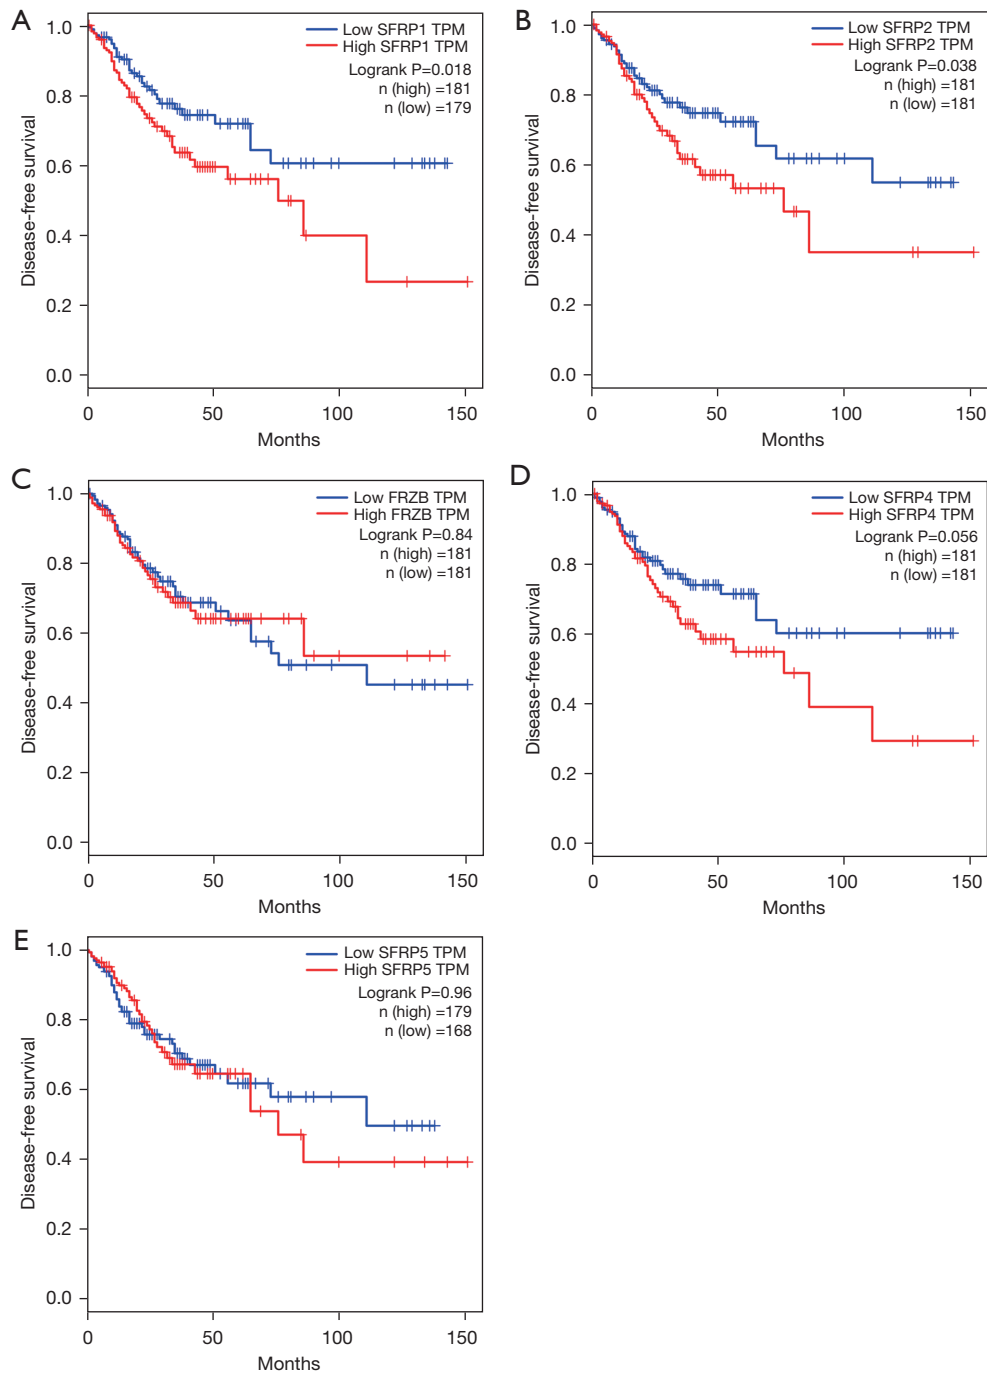 A
Low SFRP1 TPM
High SFRP1 TPM
Logrank P=0.018
n (high) =181
n (low) =179
1.0
0.8
0.6
0.4
0.2
0.0
Disease-free survival
0 50 100 150
Months
B
Low SFRP2 TPM
High SFRP2 TPM
Logrank P=0.038
n (high) =181
n (low) =181
1.0
0.8
0.6
0.4
0.2
0.0
Disease-free survival
0 50 100 150
Months
C
Low FRZB TPM
High FRZB TPM
Logrank P=0.84
n (high) =181
n (low) =181
1.0
0.8
0.6
0.4
0.2
0.0
Disease-free survival
0 50 100 150
Months
D
Low SFRP4 TPM
High SFRP4 TPM
Logrank P=0.056
n (high) =181
n (low) =181
1.0
0.8
0.6
0.4
0.2
0.0
Disease-free survival
0 50 100 150
Months
E
Low SFRP5 TPM
High SFRP5 TPM
Logrank P=0.96
n (high) =179
n (low) =168
1.0
0.8
0.6
0.4
0.2
0.0
Disease-free survival
0 50 100 150
Months